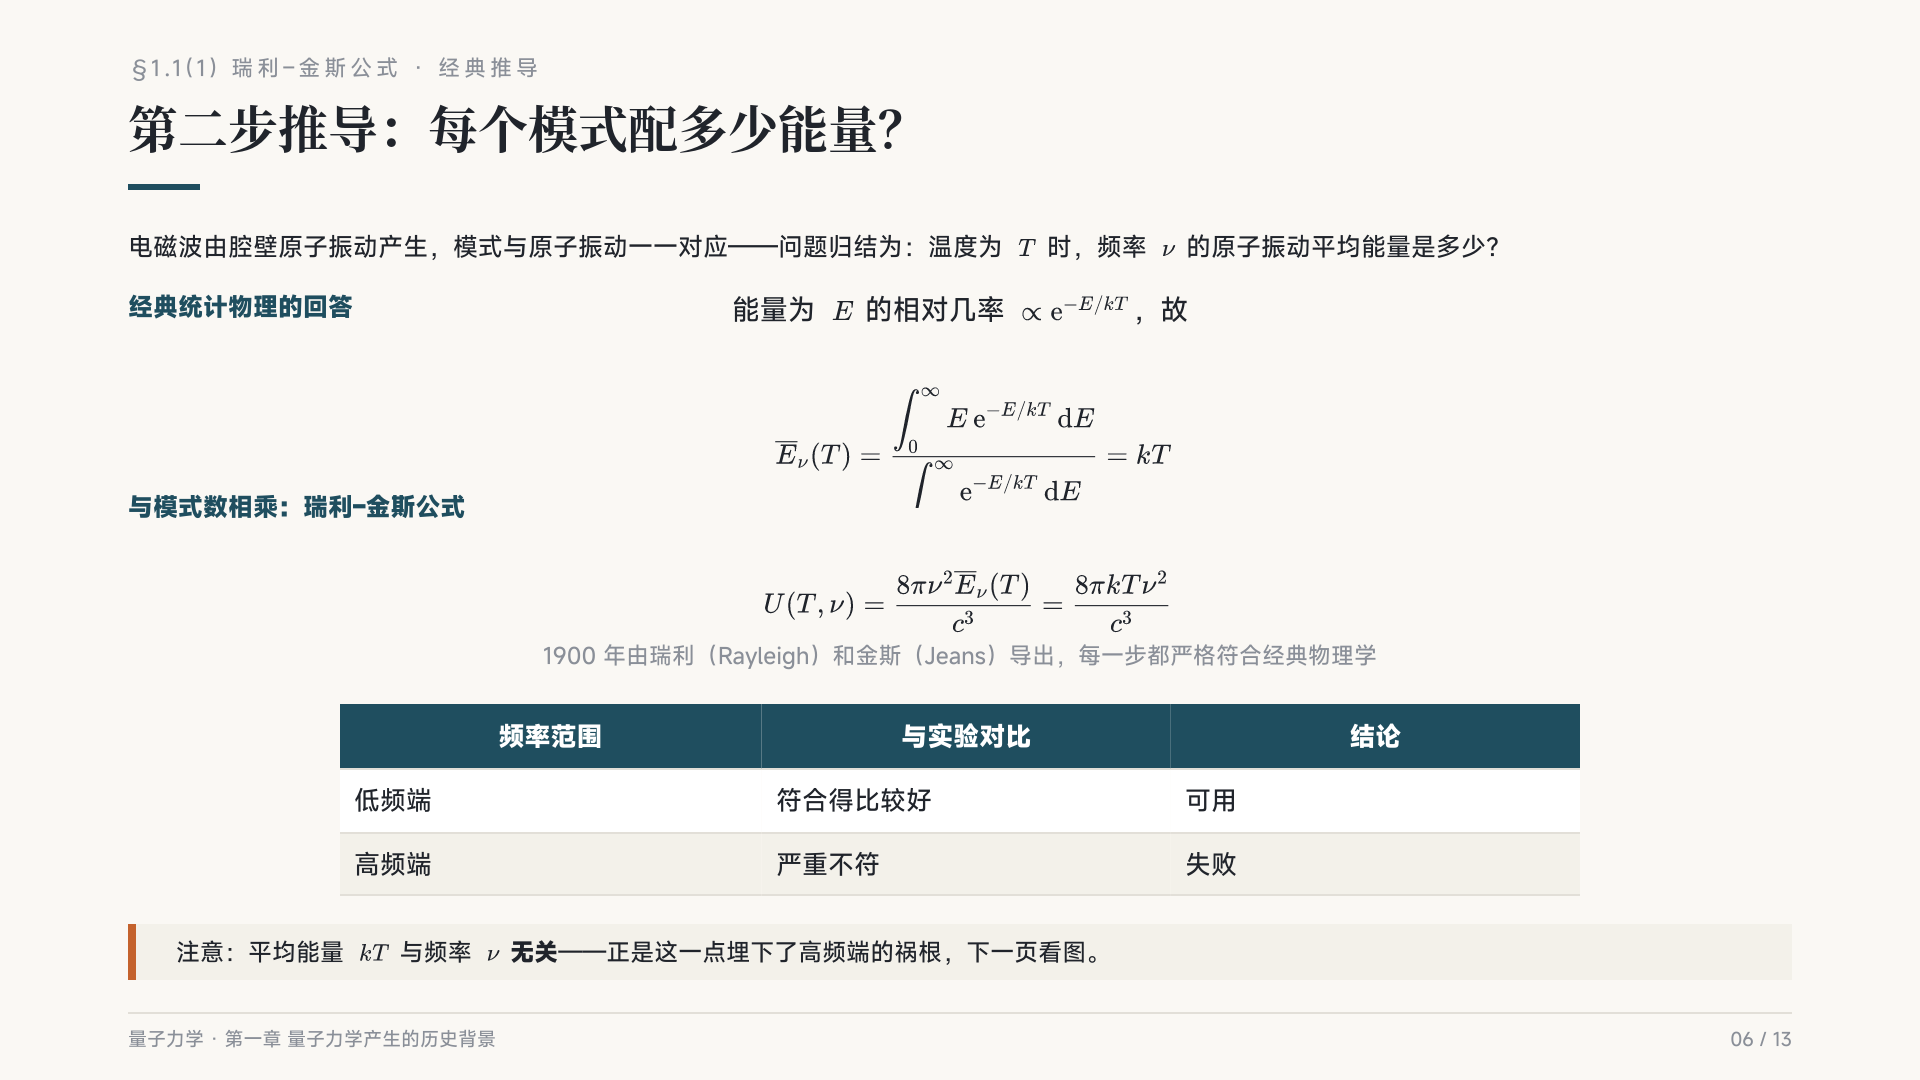 §1.1(1) 瑞利–金斯公式 · 经典推导
第二步推导：每个模式配多少能量？
电磁波由腔壁原子振动产生，模式与原子振动一一对应——问题归结为：温度为 T 时，频率 ν 的原子振动平均能量是多少？
经典统计物理的回答
能量为 E 的相对几率 ∝ e^{−E/kT}，故
\overline{E}_ν(T) = \frac{\int_0^∞ E e^{−E/kT} dE}{\int^∞ e^{−E/kT} dE} = kT
与模式数相乘：瑞利–金斯公式
U(T, ν) = \frac{8πν^2 \overline{E}_ν(T)}{c^3} = \frac{8πkTν^2}{c^3}
1900 年由瑞利（Rayleigh）和金斯（Jeans）导出，每一步都严格符合经典物理学
频率范围 与实验对比 结论
低频端 符合得比较好 可用
高频端 严重不符 失败
注意：平均能量 kT 与频率 ν 无关——正是这一点埋下了高频端的祸根，下一页看图。
量子力学 · 第一章 量子力学产生的历史背景
06 / 13